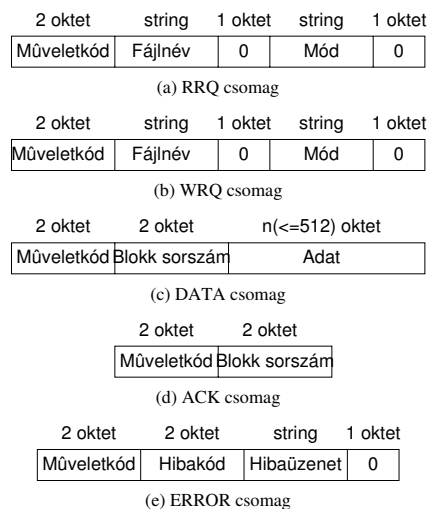 2 oktet string 1 oktet string 1 oktet
Mûveletkód Fájlnév 0 Mód 0
(a) RRQ csomag
2 oktet string 1 oktet string 1 oktet
Mûveletkód Fájlnév 0 Mód 0
(b) WRQ csomag
2 oktet 2 oktet n(<=512) oktet
Mûveletkód Blokk sorszám Adat
(c) DATA csomag
2 oktet 2 oktet
Mûveletkód Blokk sorszám
(d) ACK csomag
2 oktet 2 oktet string 1 oktet
Mûveletkód Hibakód Hibaüzenet 0
(e) ERROR csomag